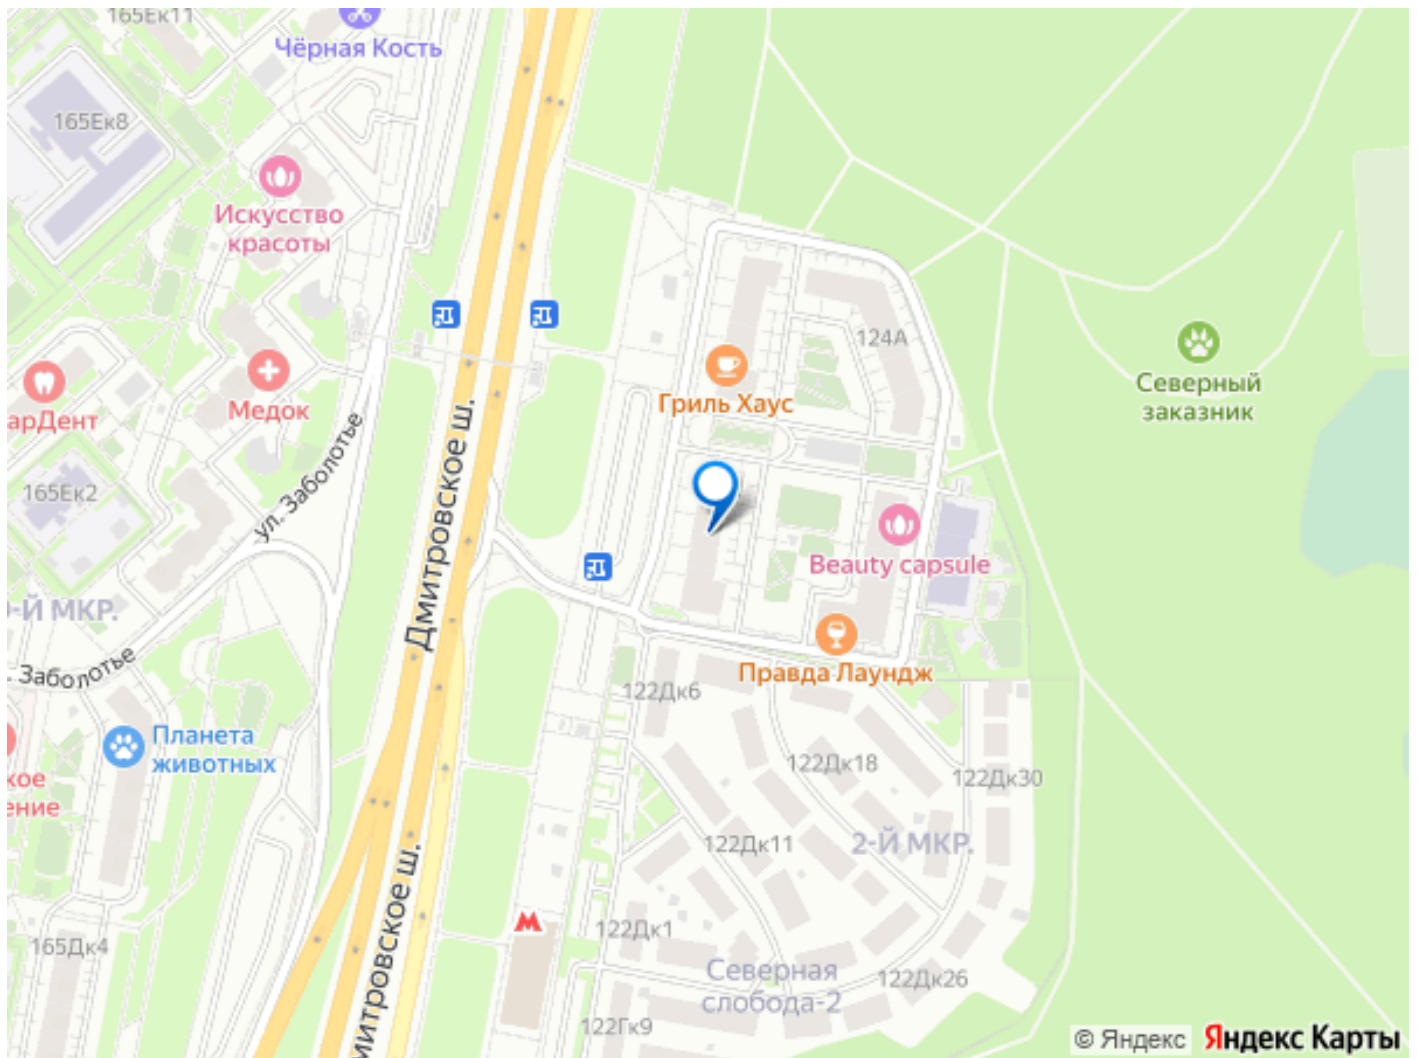 165Ек11
Чёрная Кость
165Ек8
Искусство
красоты
124А
Северный
заказник
Гриль Хаус
Медок
арДент
Дмитровское ш.
ул. Заболотье
165Ек2
Beauty capsule
-Й МКР.
Заболотье
Правда Лаундж
122Дк6
Планета
животных
122Дк18
122Дк30
кое
ение
122Дк11
2-Й МКР.
Дмитровское ш.
М
122Дк1
165Дк4
Северная
слобода-2
122Дк26
122Гк9
© Яндекс Яндекс Карты